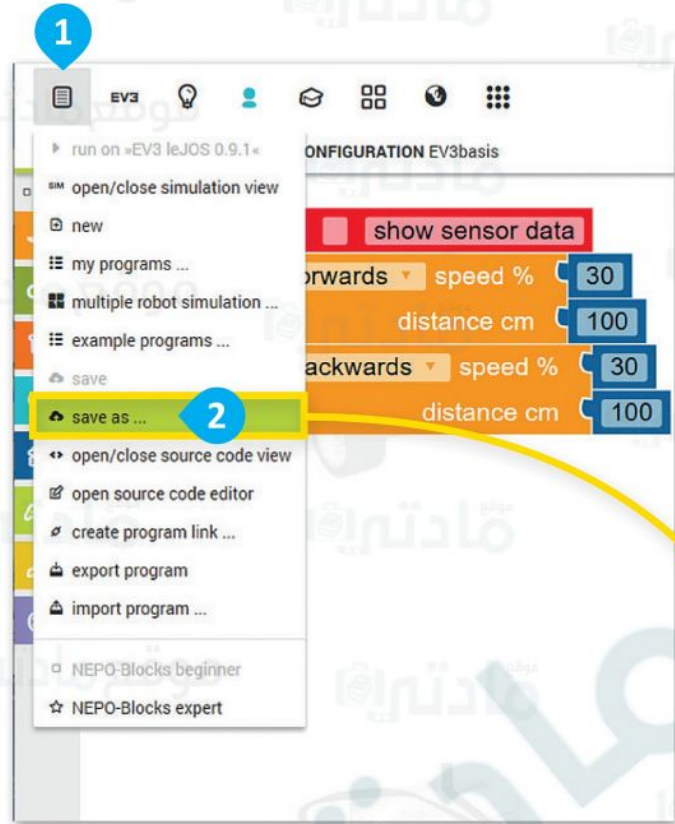 1
EV3
run on »EV3 leJOS 0.9.1«
ONFIGURATION EV3basis
SIM open/close simulation view
new
my programs ...
multiple robot simulation ...
example programs ...
save
save as ...
2
open/close source code view
open source code editor
create program link ...
export program
import program ...
NEPO-Blocks beginner
NEPO-Blocks expert
show sensor data
orwards speed % 30
distance cm 100
ackwards speed % 30
distance cm 100
موقع مادتي